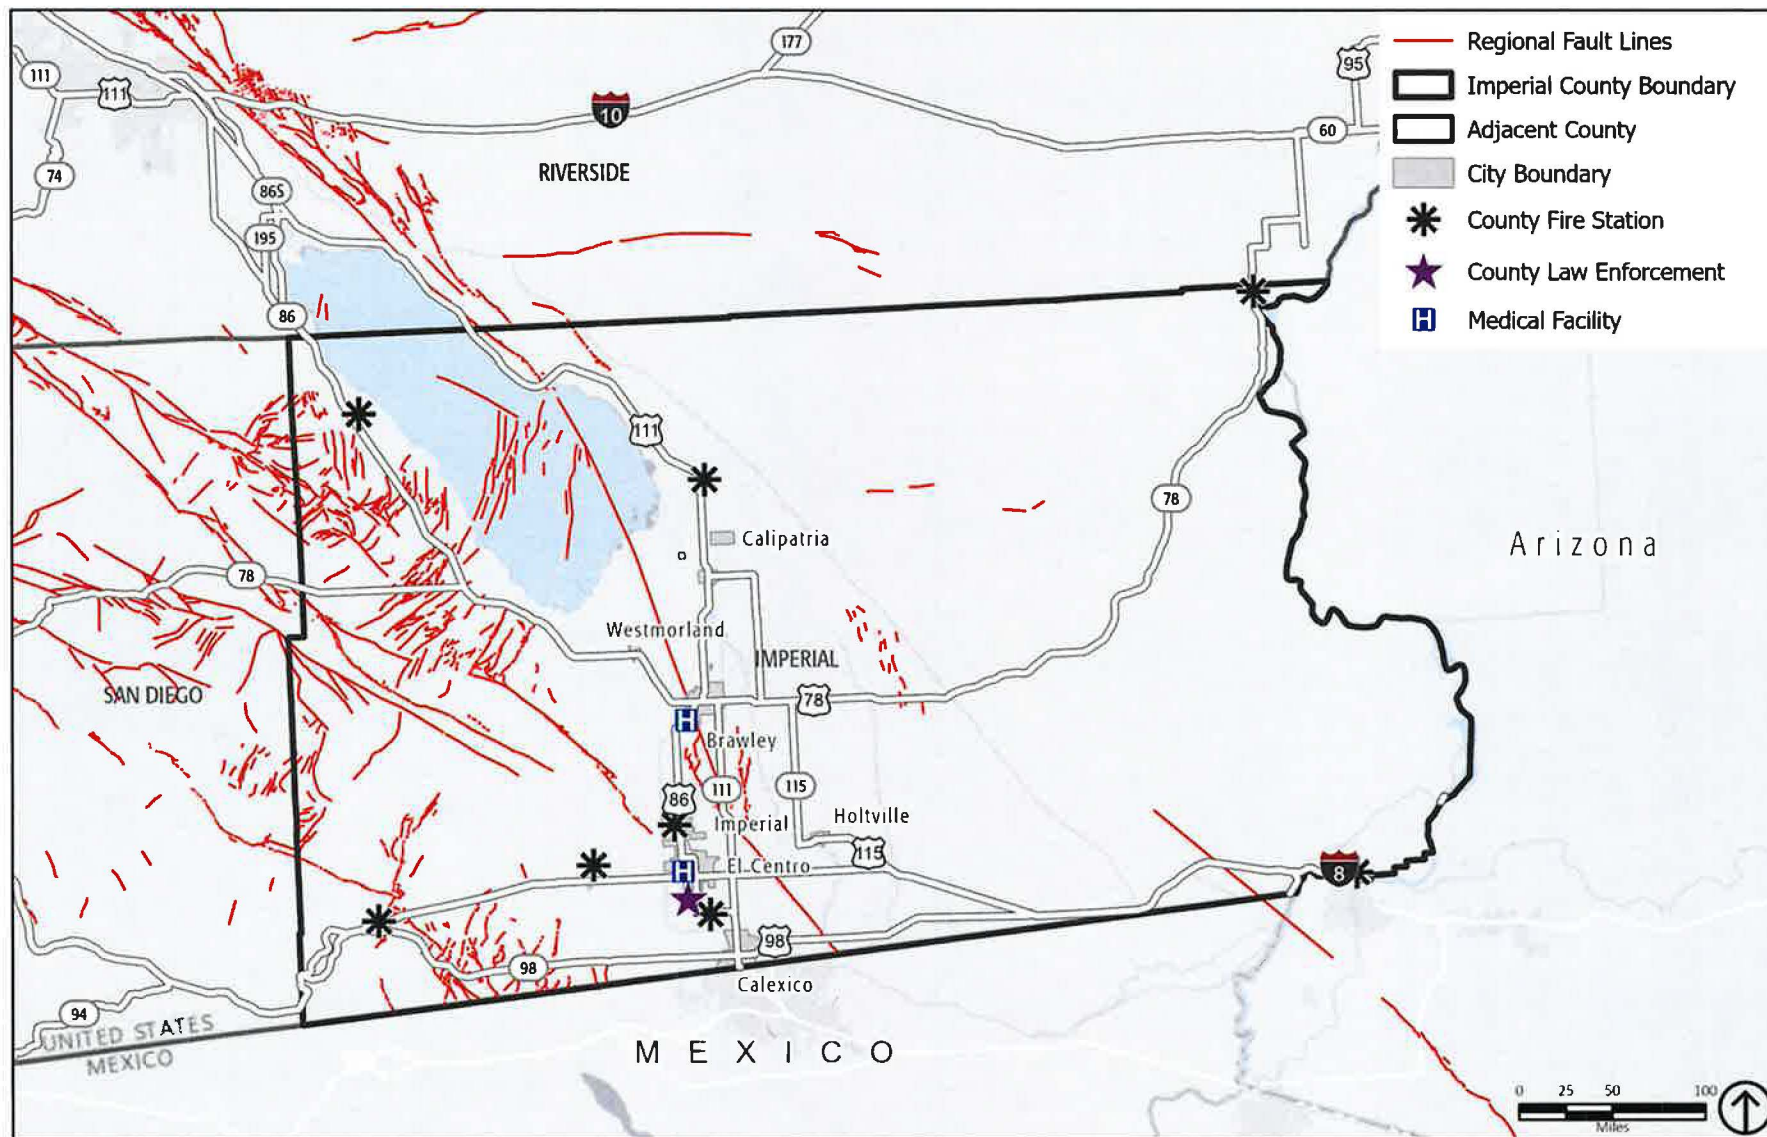 177
95
Regional Fault Lines
111
111
10
Imperial County Boundary
60
Adjacent County
74
RIVERSIDE
City Boundary
86S
195
County Fire Station
County Law Enforcement
86
Medical Facility
H
111
78
Calipatria
Arizona
78
Westmorland
IMPERIAL
SAN DIEGO
78
H
Brawley
86
111
115
Imperial
Holtville
115
H
El Centro
8
98
98
Calexico
94
UNITED STATES
MEXICO
MEXICO
0 25 50 100
Miles